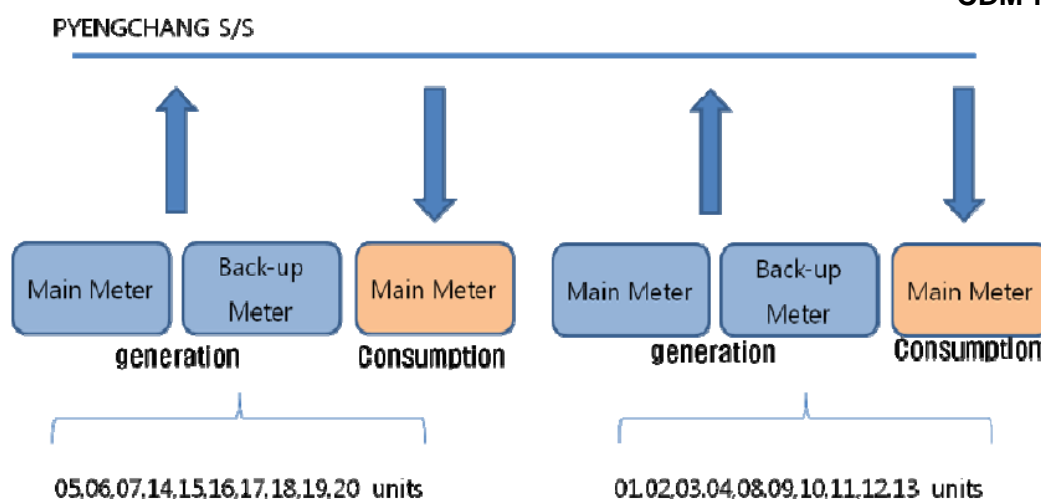 PYENGCHANG S/S
Main Meter
Back-up
Meter
Main Meter
generation
Consumption
Main Meter
Back-up
Meter
Main Meter
generation
Consumption
05,06,07,14,15,16,17,18,19,20 units
01,02,03,04,08,09,10,11,12,13 units